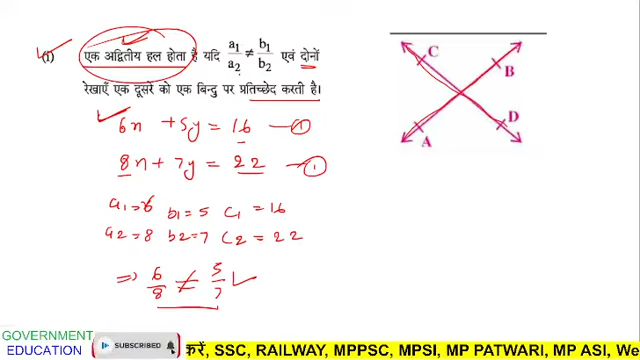 (i) एक अद्वितीय हल होता है यदि a₁/a₂ ≠ b₁/b₂ एवं दोनों
रेखाएँ एक दूसरे को एक बिन्दु पर प्रतिच्छेद करती है।
6x + 5y = 16 —①
8x + 7y = 22 —①
a1 = 6 b1 = 5 c1 = 16
a2 = 8 b2 = 7 c2 = 22
⇒ 6/8 ≠ 5/7 ✓
C
B
A
D
GOVERNMENT
EDUCATION
SUBSCRIBED
करें, SSC, RAILWAY, MPPSC, MPSI, MP PATWARI, MP ASI, We